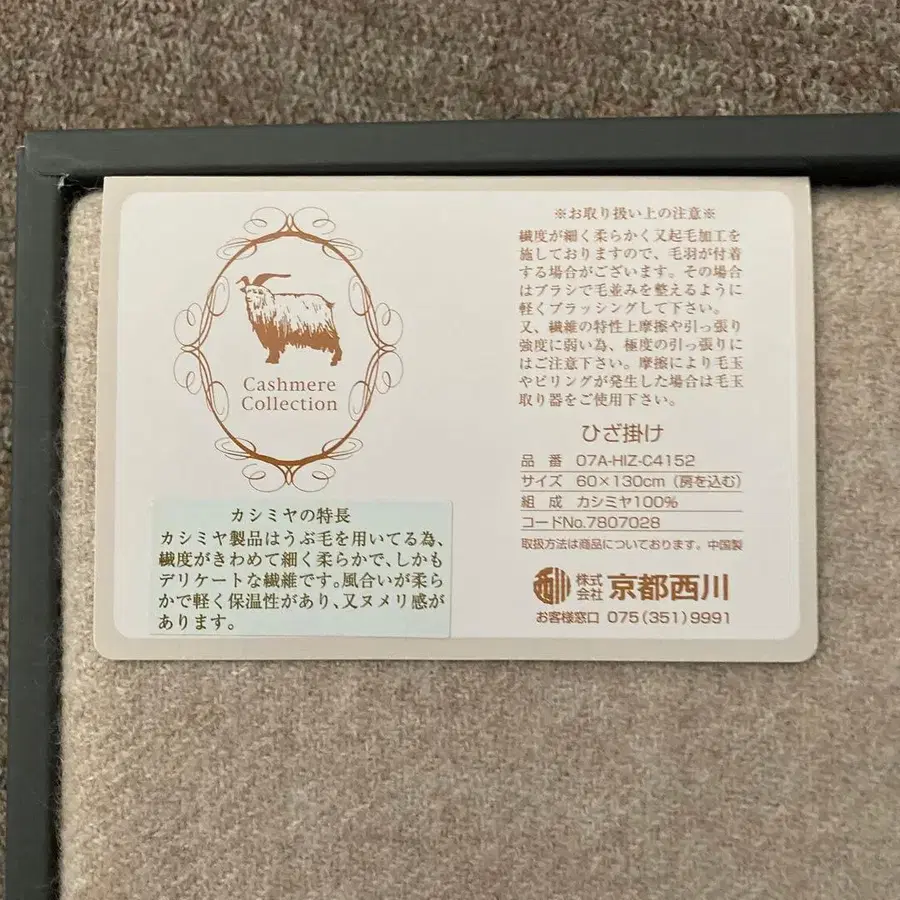 Cashmere
Collection
カシミヤの特長
カシミヤ製品はうぶ毛を用いてる為、
繊度がきわめて細く柔らかで、しかも
デリケートな繊維です。風合いが柔ら
かで軽く保温性があり、又ヌメリ感が
あります。
※お取り扱い上の注意※
繊度が細く柔らかく又起毛加工を
施しておりますので、毛羽が付着
する場合がございます。その場合
はブラシで毛並みを整えるように
軽くブラッシングして下さい。
又、繊維の特性上摩擦や引っ張り
強度に弱い為、極度の引っ張りに
はご注意下さい。摩擦により毛玉
やピリングが発生した場合は毛玉
取り器をご使用下さい。
ひざ掛け
品 番 07A-HIZ-C4152
サイズ 60×130cm（房を込む）
組 成 カシミヤ100%
コードNo.7807028
取扱方法は商品についております。中国製
西川 株式会社 京都西川
お客様窓口 075(351)9991